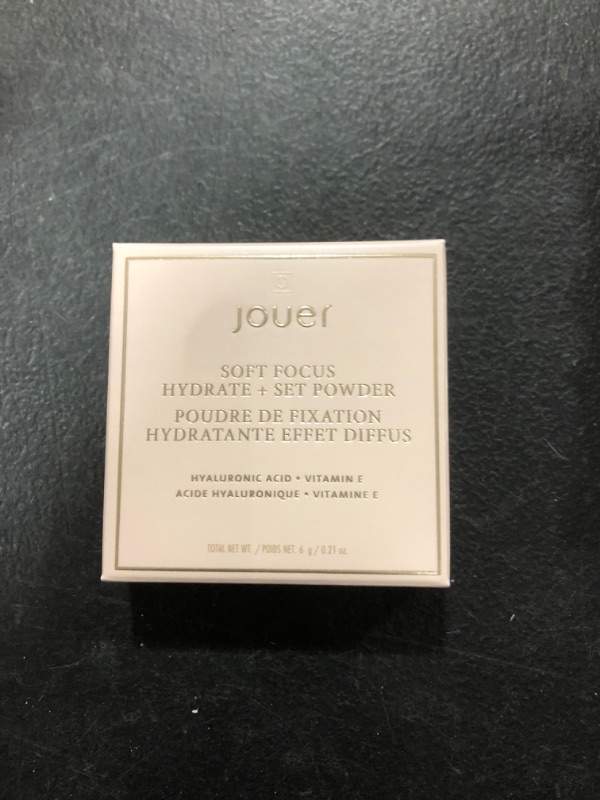 jouer
SOFT FOCUS
HYDRATE + SET POWDER
POUDRE DE FIXATION
HYDRATANTE EFFET DIFFUS
HYALURONIC ACID • VITAMIN E
ACIDE HYALURONIQUE • VITAMINE E
TOTAL NET WT. / POIDS NET. 6 g / 0.21 oz.